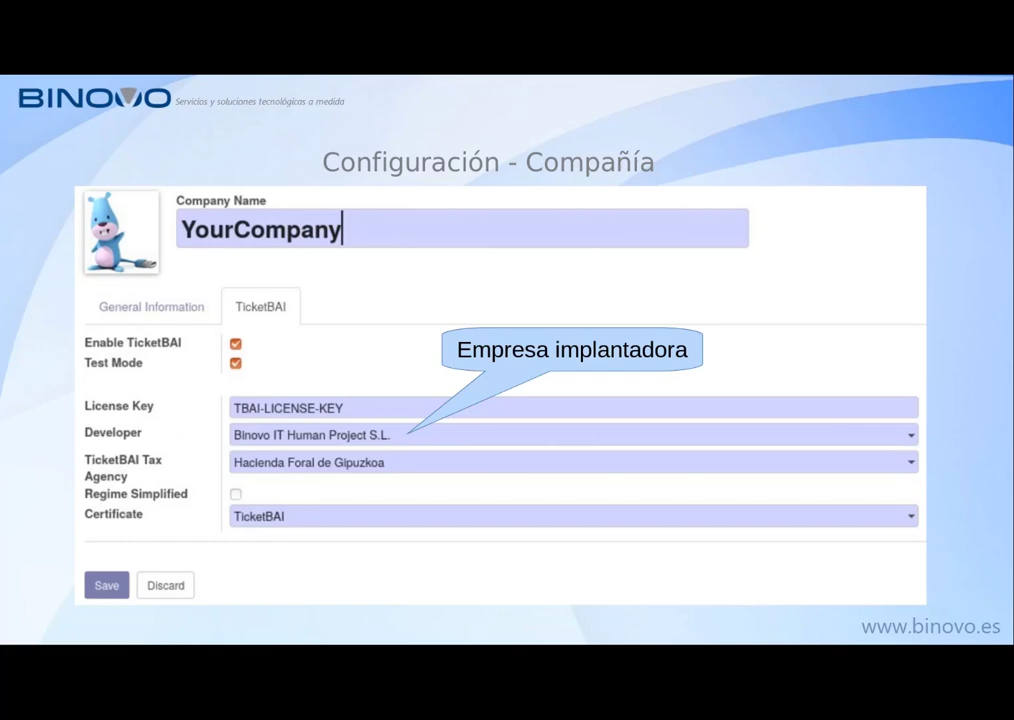 BINOVO Servicios y soluciones tecnológicas a medida
Configuración - Compañía
Company Name
YourCompany
General Information TicketBAI
Enable TicketBAI
Test Mode
Empresa implantadora
License Key TBAI-LICENSE-KEY
Developer Binovo IT Human Project S.L.
TicketBAI Tax Hacienda Foral de Gipuzkoa
Agency
Regime Simplified
Certificate TicketBAI
Save Discard
www.binovo.es